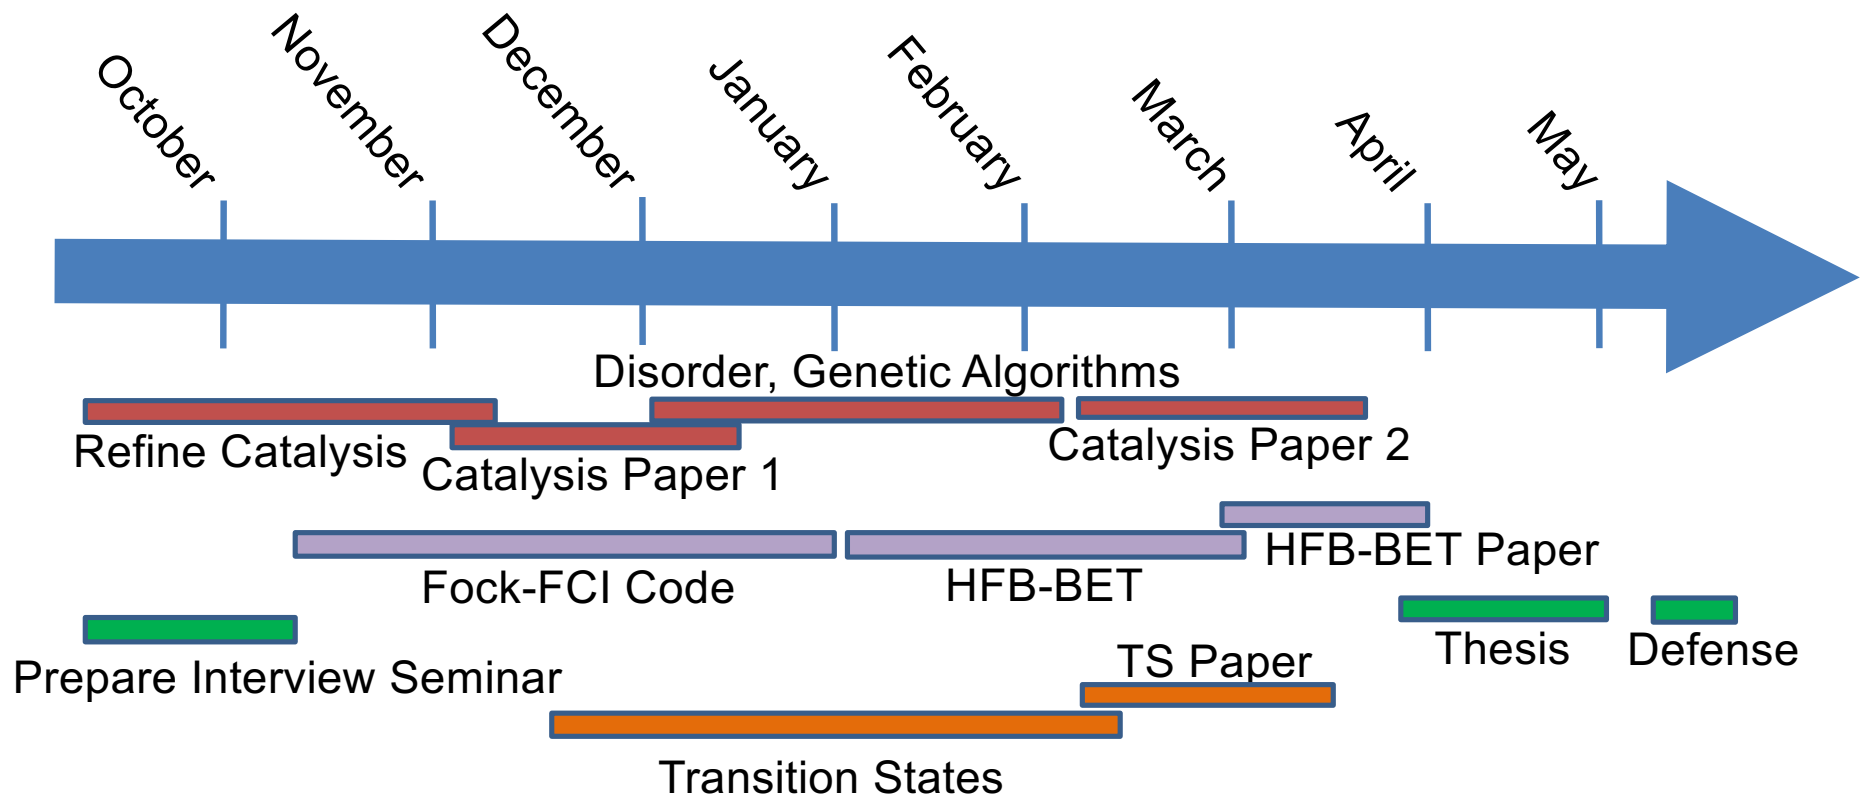 October
November
December
January
February
March
April
May
Disorder, Genetic Algorithms
Refine Catalysis
Catalysis Paper 1
Catalysis Paper 2
Fock-FCI Code
HFB-BET
HFB-BET Paper
Prepare Interview Seminar
Thesis
Defense
TS Paper
Transition States